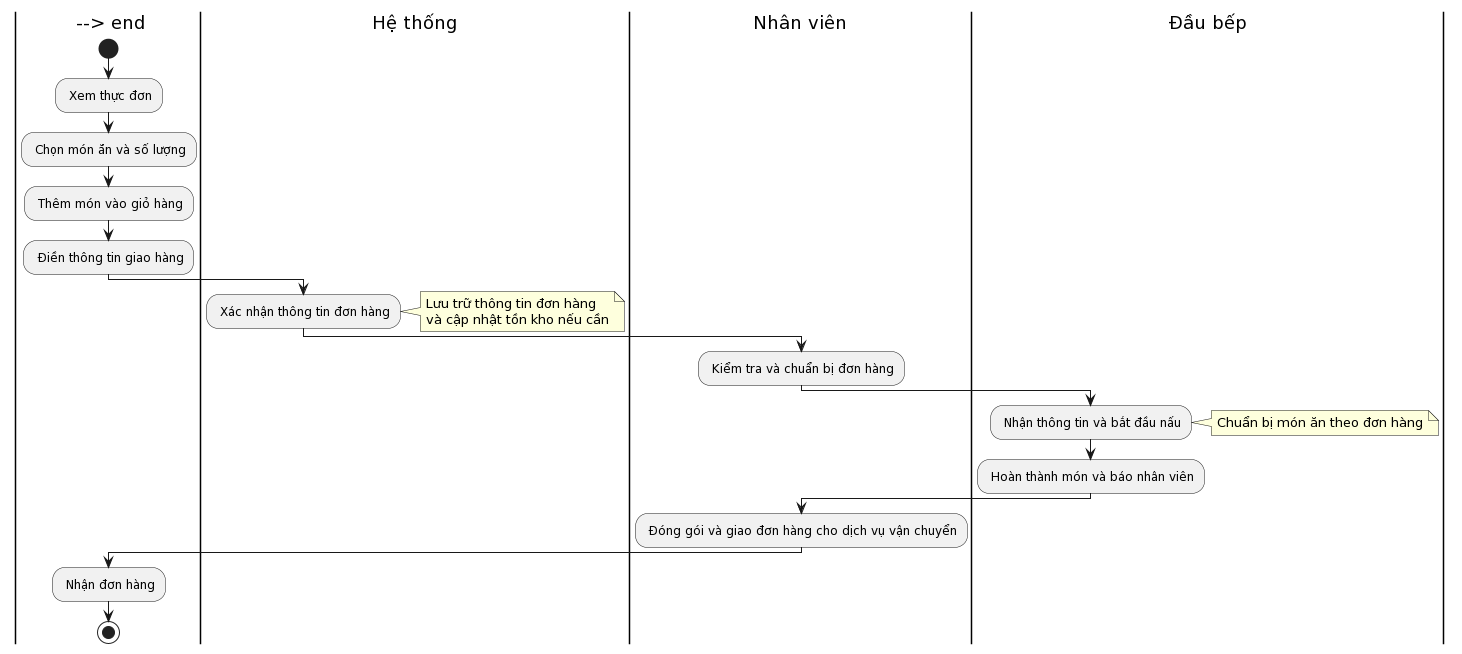 --> end
Hệ thống
Nhân viên
Đầu bếp
Xem thực đơn
Chọn món ăn và số lượng
Thêm món vào giỏ hàng
Điền thông tin giao hàng
Xác nhận thông tin đơn hàng
Lưu trữ thông tin đơn hàng
và cập nhật tồn kho nếu cần
Kiểm tra và chuẩn bị đơn hàng
Nhận thông tin và bắt đầu nấu
Chuẩn bị món ăn theo đơn hàng
Hoàn thành món và báo nhân viên
Đóng gói và giao đơn hàng cho dịch vụ vận chuyển
Nhận đơn hàng